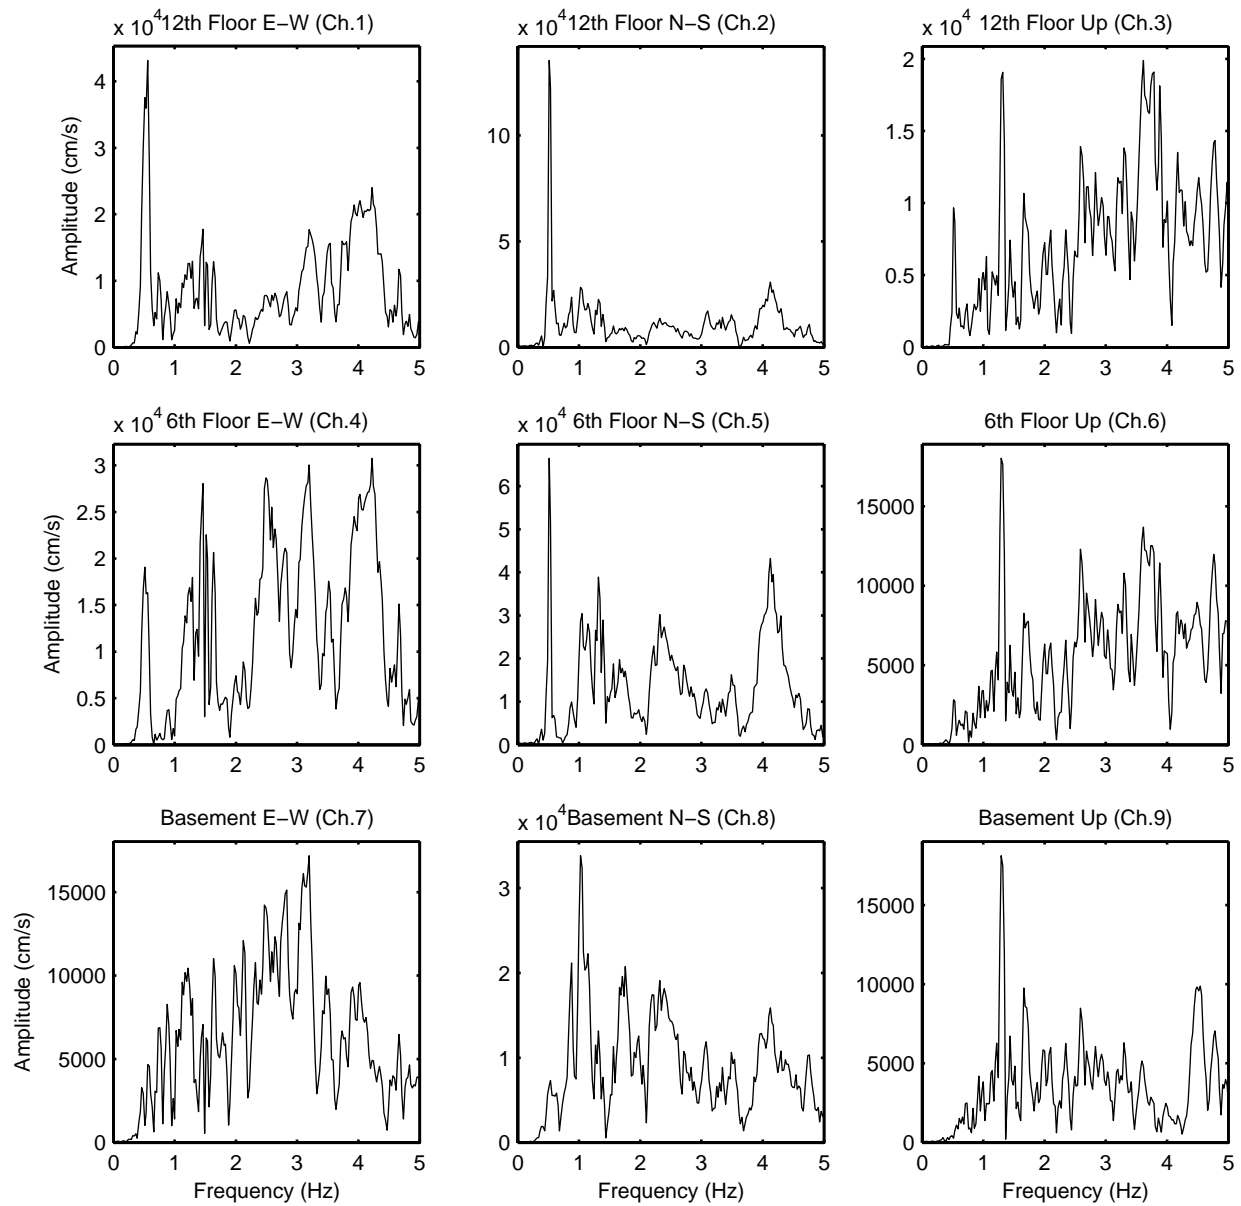 x 10^4 12th Floor E−W (Ch.1)
Amplitude (cm/s)
4
3
2
1
0
0 1 2 3 4 5
x 10^4 12th Floor N−S (Ch.2)
10
5
0
0 1 2 3 4 5
x 10^4 12th Floor Up (Ch.3)
2
1.5
1
0.5
0
0 1 2 3 4 5
x 10^4 6th Floor E−W (Ch.4)
Amplitude (cm/s)
3
2.5
2
1.5
1
0.5
0
0 1 2 3 4 5
x 10^4 6th Floor N−S (Ch.5)
6
5
4
3
2
1
0
0 1 2 3 4 5
6th Floor Up (Ch.6)
15000
10000
5000
0
0 1 2 3 4 5
Basement E−W (Ch.7)
Amplitude (cm/s)
15000
10000
5000
0
0 1 2 3 4 5
Frequency (Hz)
x 10^4 Basement N−S (Ch.8)
3
2
1
0
0 1 2 3 4 5
Frequency (Hz)
Basement Up (Ch.9)
15000
10000
5000
0
0 1 2 3 4 5
Frequency (Hz)